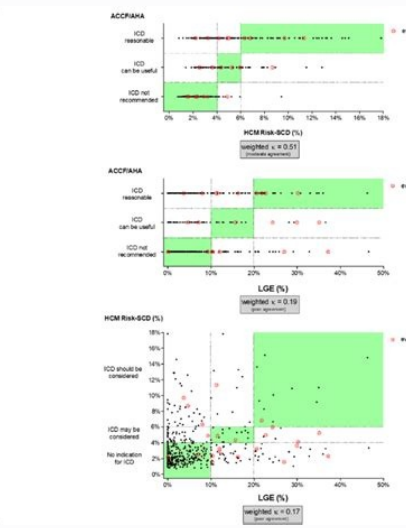 ACCF/AHA
ICD
reasonable
ICD
can be useful
ICD not
recommended
0% 2% 4% 6% 8% 10% 12% 14% 16% 18%
HCM Risk-SCD (%)
weighted κ = 0.51
(moderate agreement)
ACCF/AHA
ICD
reasonable
ICD
can be useful
ICD not
recommended
0% 10% 20% 30% 40% 50%
LGE (%)
weighted κ = 0.19
(poor agreement)
HCM Risk-SCD (%)
18%
16%
14%
ICD should be
considered
12%
10%
8%
6%
ICD may be
considered
4%
No indication
for ICD
2%
0%
0% 10% 20% 30% 40% 50%
LGE (%)
weighted κ = 0.17
(poor agreement)